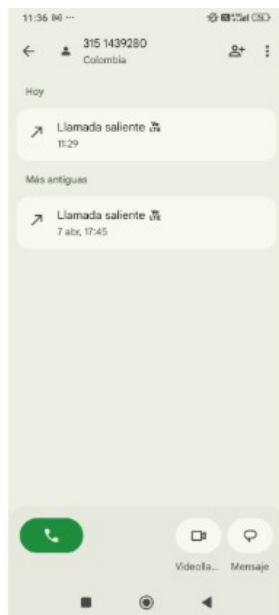 11:36
315 1439280
Colombia
Hoy
Llamada saliente
11:29
Más antiguas
Llamada saliente
7 abr, 17:45
Videolla... Mensaje